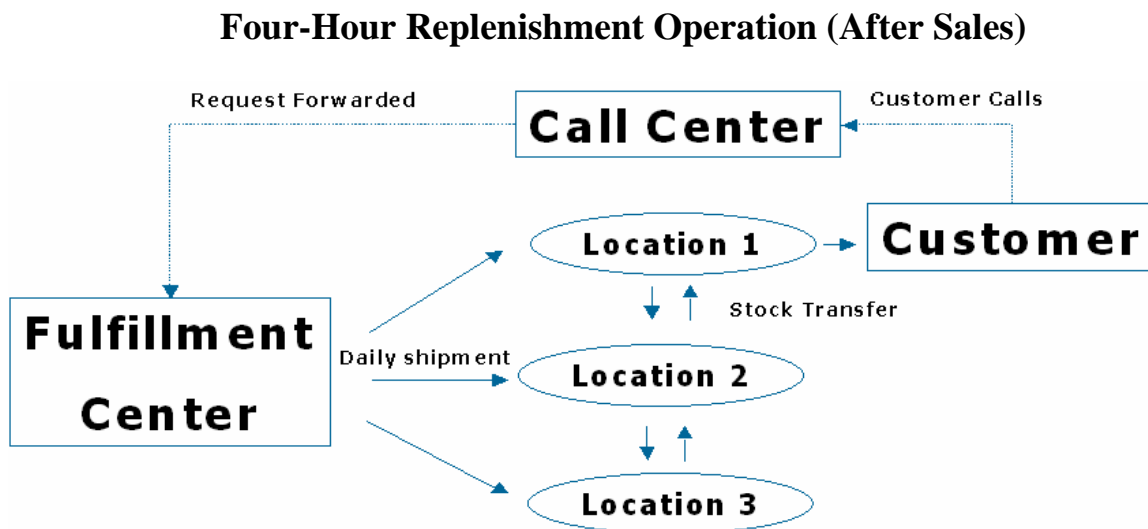 Four-Hour Replenishment Operation (After Sales)
Request Forwarded
Customer Calls
Call Center
Customer
Location 1
Stock Transfer
Fulfillment
Center
Daily shipment
Location 2
Location 3